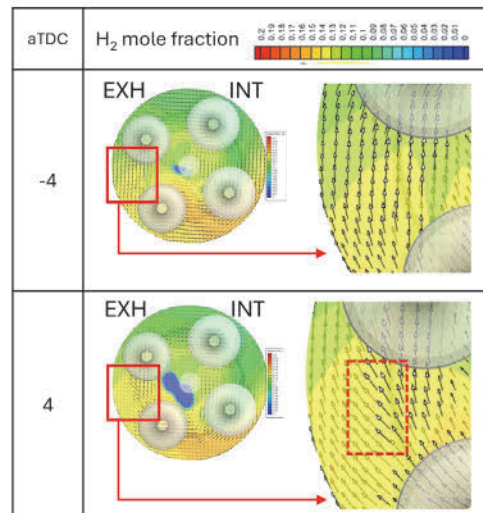 aTDC
H₂ mole fraction
0.2 0.19 0.18 0.17 0.16 0.15 0.14 0.13 0.12 0.11 0.1 0.09 0.08 0.07 0.06 0.05 0.04 0.03 0.02 0.01 0
EXH INT
-4
EXH INT
4